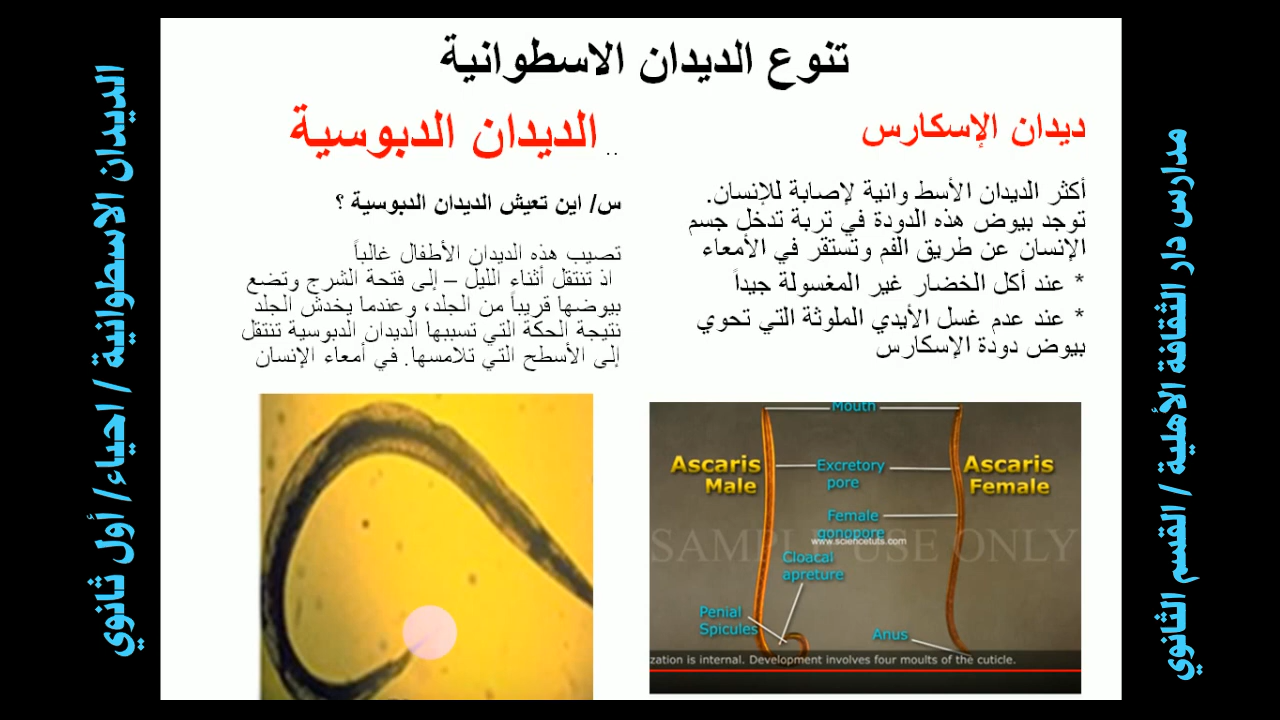 تنوع الديدان الاسطوانية
ديدان الإسكارس
أكثر الديدان الأسط وانية لإصابة للإنسان.
توجد بيوض هذه الدودة في تربة تدخل جسم
الإنسان عن طريق الفم وتستقر في الأمعاء
* عند أكل الخضار غير المغسولة جيداً
* عند عدم غسل الأيدي الملوثة التي تحوي
بيوض دودة الإسكارس
الديدان الدبوسية
..
س/ اين تعيش الديدان الدبوسية ؟
تصيب هذه الديدان الأطفال غالباً
اذ تنتقل أثناء الليل – إلى فتحة الشرج وتضع
بيوضها قريباً من الجلد، وعندما يخدش الجلد
نتيجة الحكة التي تسببها الديدان الدبوسية تنتقل
إلى الأسطح التي تلامسها. في أمعاء الإنسان
Mouth
Ascaris
Male
Excretory
pore
Ascaris
Female
Female
gonopore
www.sciencetuts.com
SAMPLE USE ONLY
Cloacal
apreture
Penial
Spicules
Anus
zation is internal. Development involves four moults of the cuticle.
مدارس دار الثقافة الأهلية / القسم الثانوي
الديدان الاسطوانية / احياء/ أول ثانوي